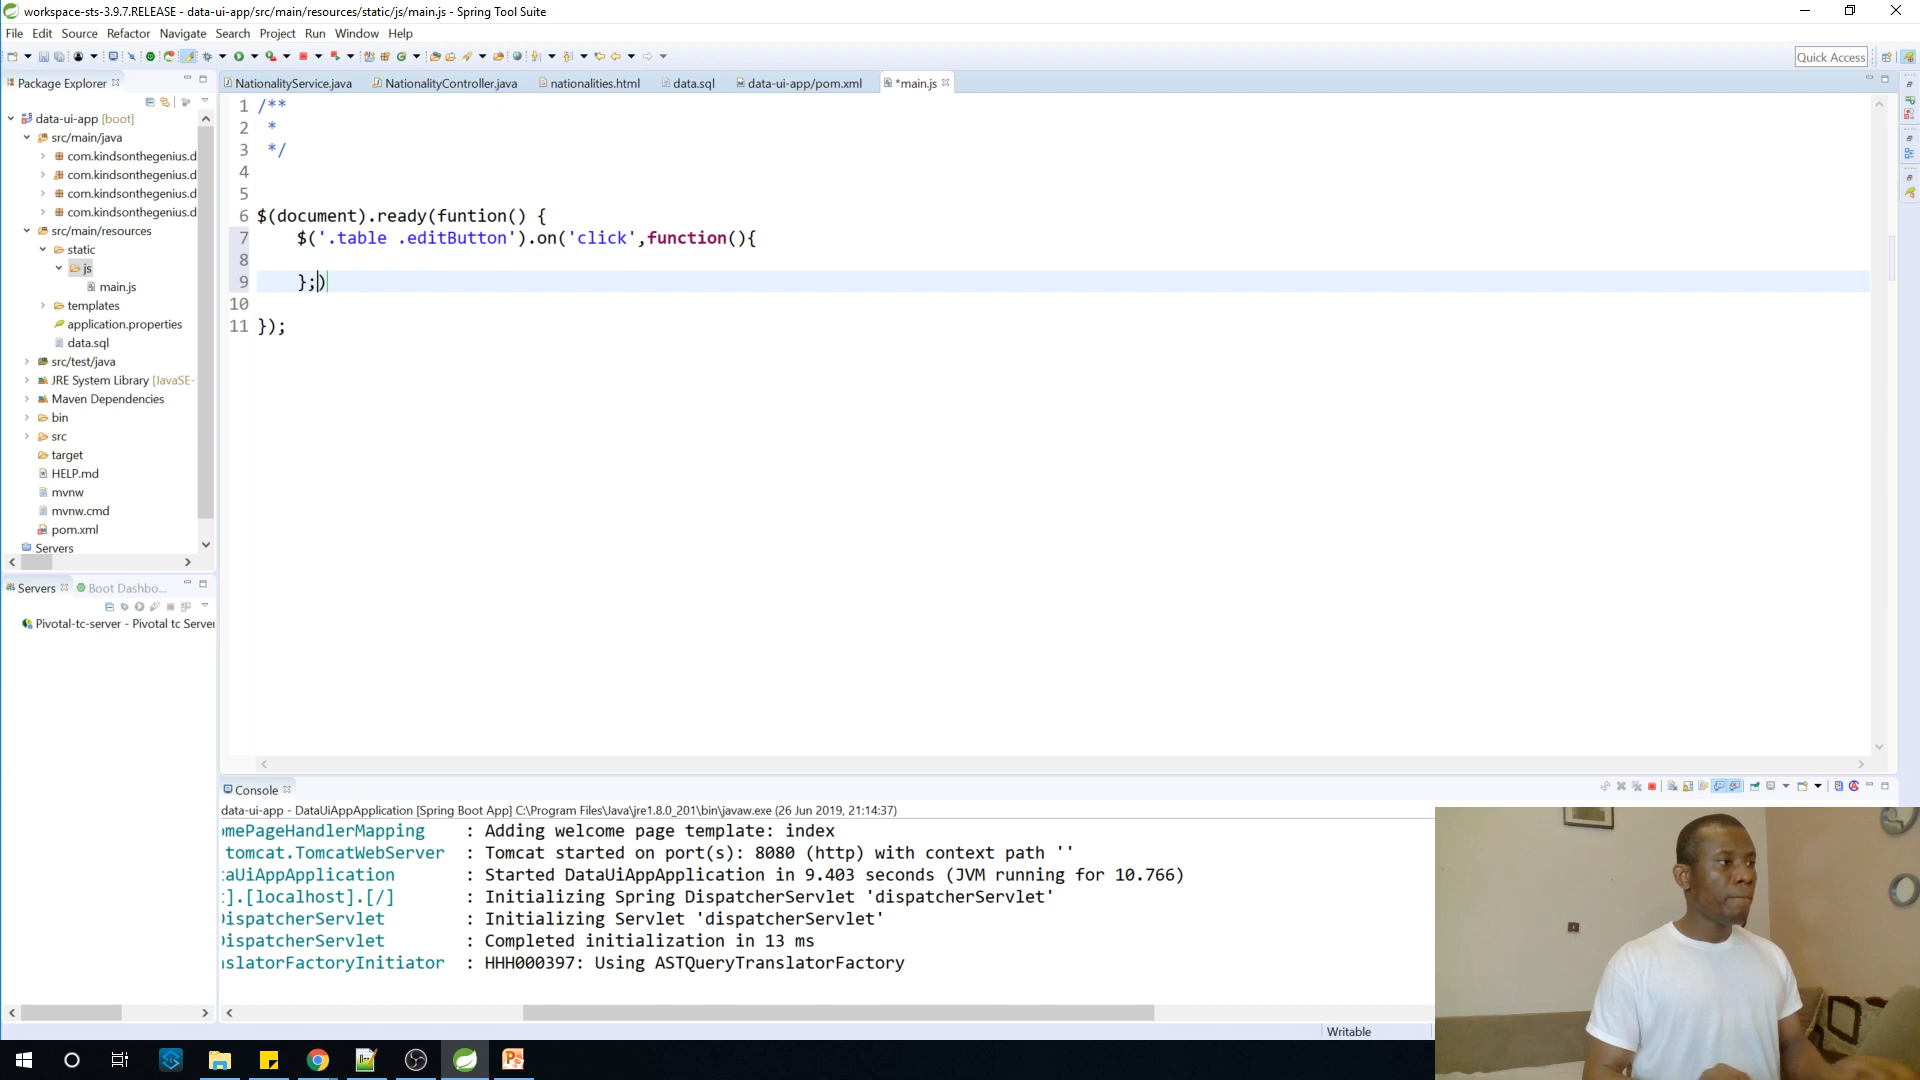 workspace-sts-3.9.7.RELEASE - data-ui-app/src/main/resources/static/js/main.js - Spring Tool Suite
File Edit Source Refactor Navigate Search Project Run Window Help
Quick Access
Package Explorer
NationalityService.java NationalityController.java nationalities.html data.sql data-ui-app/pom.xml *main.js
data-ui-app [boot]
src/main/java
com.kindsonthegenius.d
com.kindsonthegenius.d
com.kindsonthegenius.d
com.kindsonthegenius.d
src/main/resources
static
js
main.js
templates
application.properties
data.sql
src/test/java
JRE System Library [JavaSE-
Maven Dependencies
bin
src
target
HELP.md
mvnw
mvnw.cmd
pom.xml
Servers
1 /**
2 *
3 */
4
5
6 $(document).ready(funtion() {
7 $('.table .editButton').on('click',function(){
8
9 };)
10
11 });
Servers Boot Dashbo...
Pivotal-tc-server - Pivotal tc Server
Console
data-ui-app - DataUiAppApplication [Spring Boot App] C:\Program Files\Java\jre1.8.0_201\bin\javaw.exe (26 Jun 2019, 21:14:37)
omePageHandlerMapping : Adding welcome page template: index
.tomcat.TomcatWebServer : Tomcat started on port(s): 8080 (http) with context path ''
aUiAppApplication : Started DataUiAppApplication in 9.403 seconds (JVM running for 10.766)
].[localhost].[/] : Initializing Spring DispatcherServlet 'dispatcherServlet'
DispatcherServlet : Initializing Servlet 'dispatcherServlet'
DispatcherServlet : Completed initialization in 13 ms
nslatorFactoryInitiator : HHH000397: Using ASTQueryTranslatorFactory
Writable